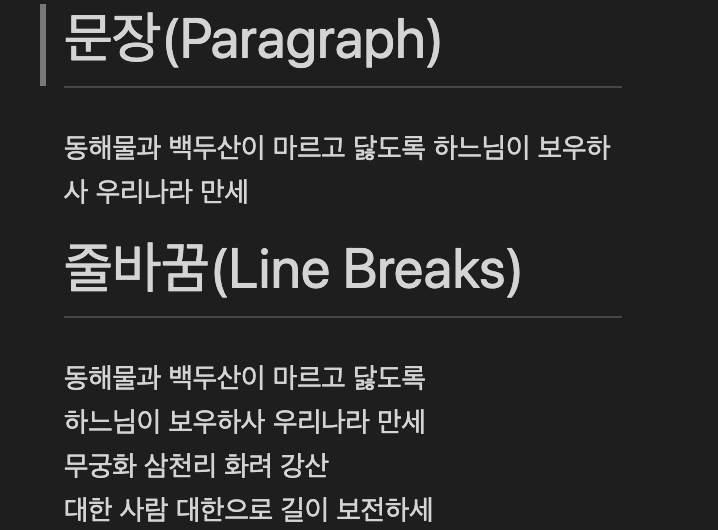 문장(Paragraph)
동해물과 백두산이 마르고 닳도록 하느님이 보우하
사 우리나라 만세
줄바꿈(Line Breaks)
동해물과 백두산이 마르고 닳도록
하느님이 보우하사 우리나라 만세
무궁화 삼천리 화려 강산
대한 사람 대한으로 길이 보전하세